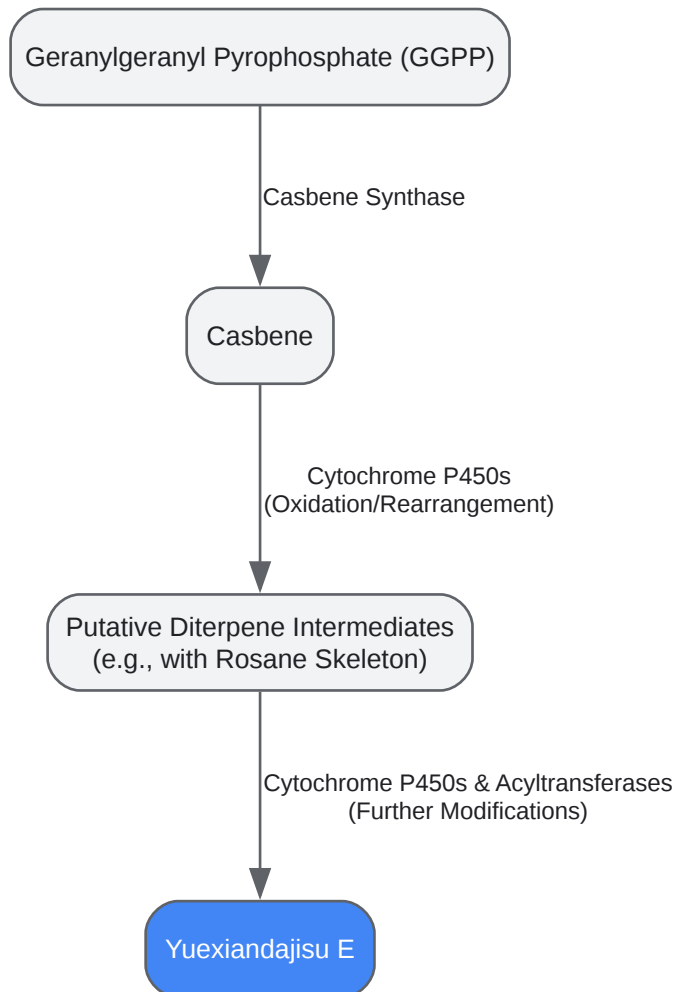 Geranylgeranyl Pyrophosphate (GGPP)
Casbene Synthase
Casbene
Cytochrome P450s
(Oxidation/Rearrangement)
Putative Diterpene Intermediates
(e.g., with Rosane Skeleton)
Cytochrome P450s & Acyltransferases
(Further Modifications)
Yuexiandajisu E